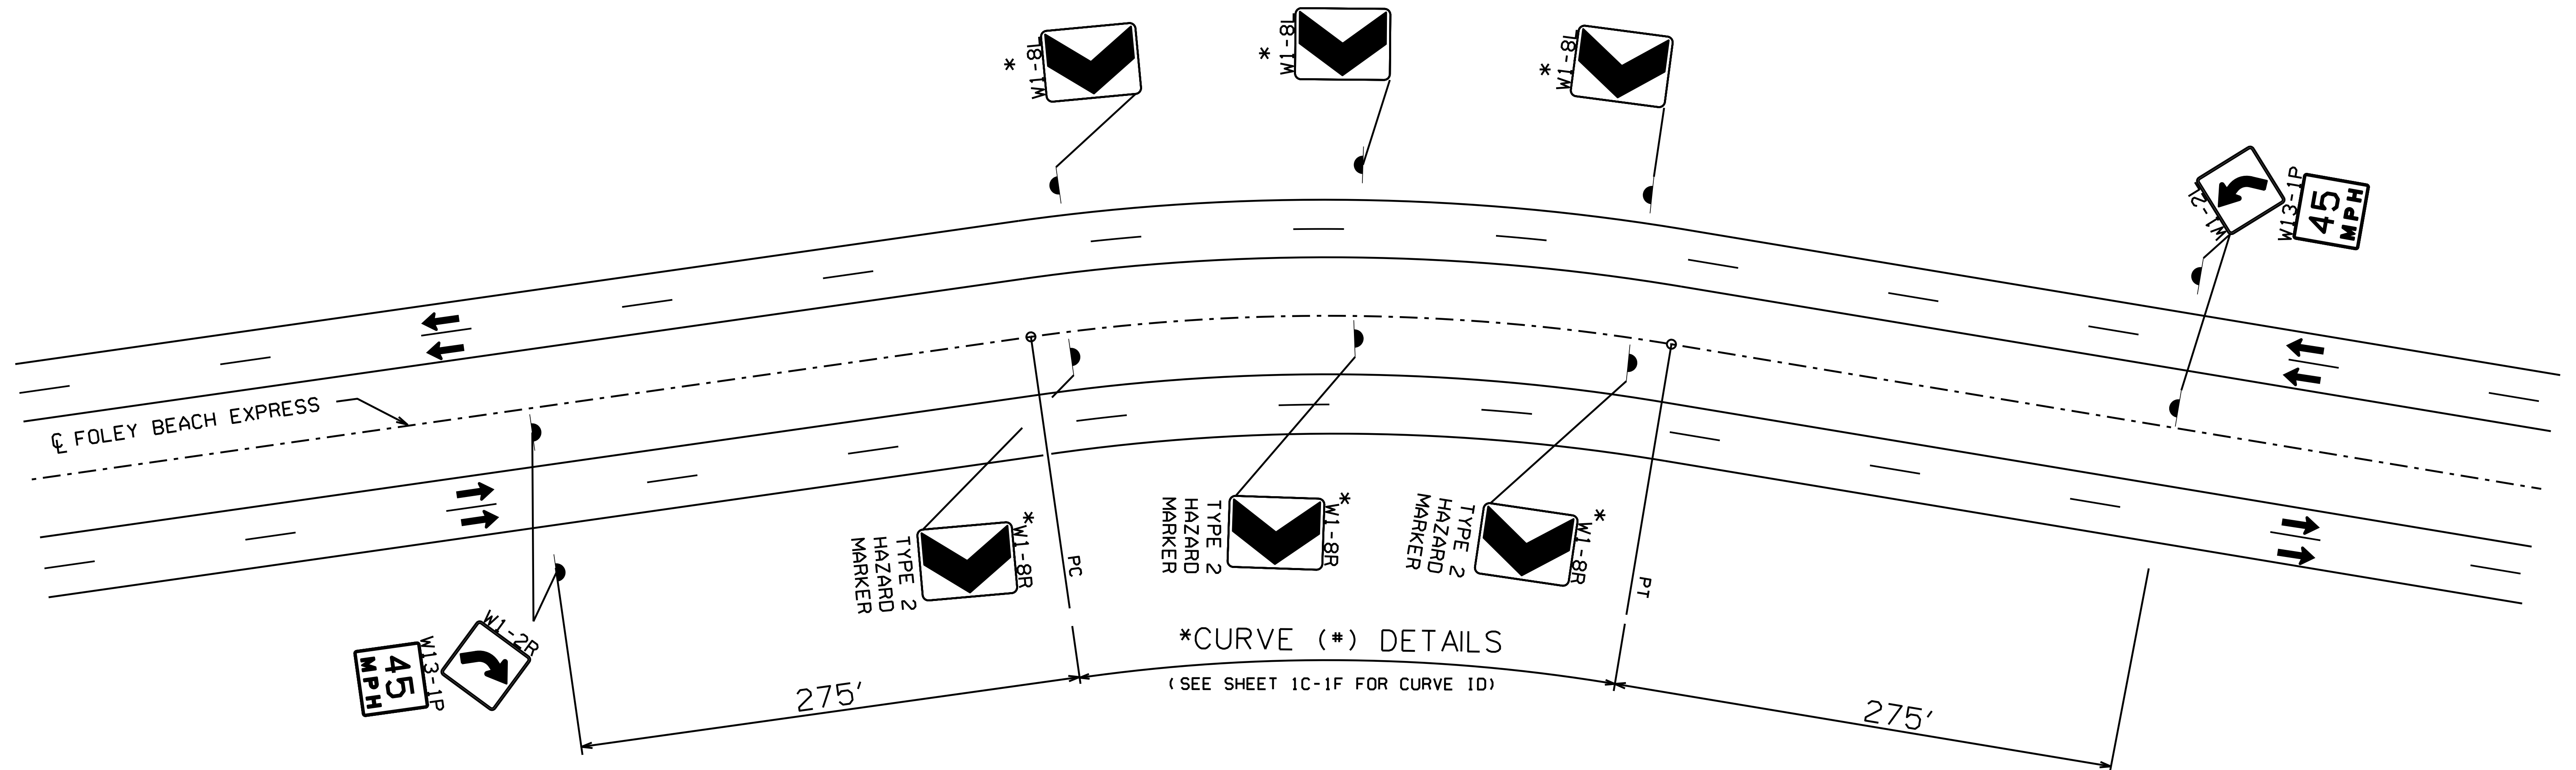 *
W1-8L
*
W1-8L
*
W1-8L
W1-2L
W13-1P
45
MPH
℄ FOLEY BEACH EXPRESS
TYPE 2
HAZARD
MARKER
*
W1-8R
PC
TYPE 2
HAZARD
MARKER
*
W1-8R
TYPE 2
HAZARD
MARKER
*
W1-8R
PT
W1-2R
W13-1P
45
MPH
*CURVE (#) DETAILS
(SEE SHEET 1C-1F FOR CURVE ID)
275'
275'